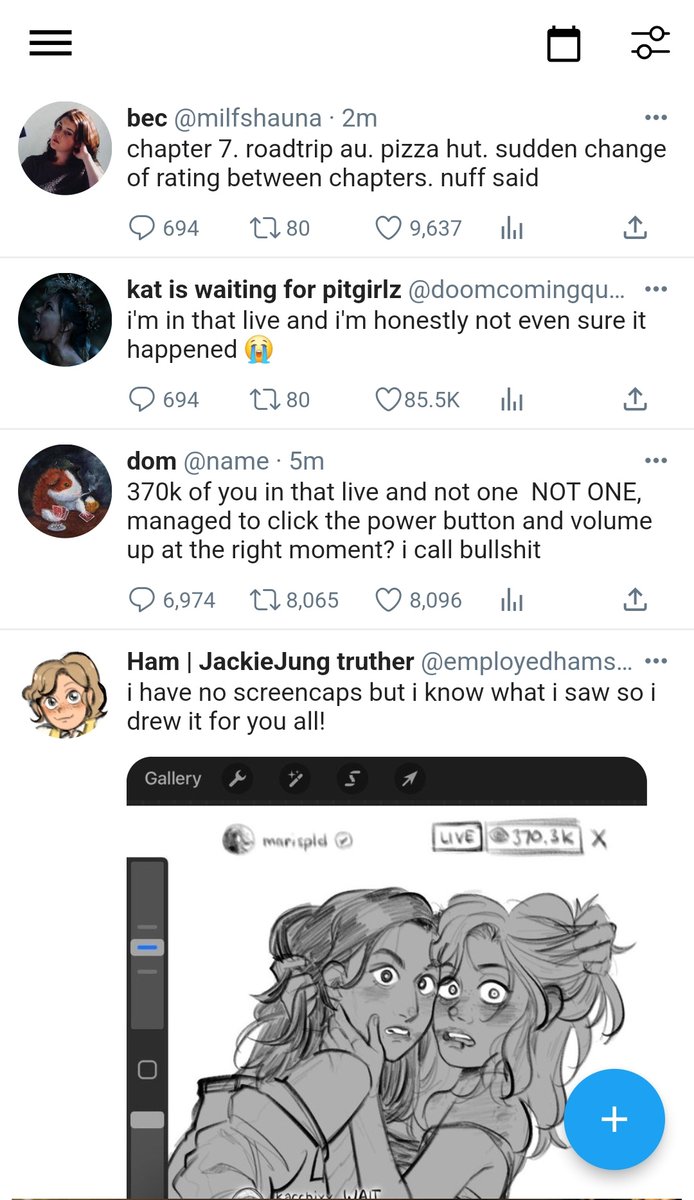 bec @milfshauna · 2m
chapter 7. roadtrip au. pizza hut. sudden change
of rating between chapters. nuff said
694 80 9,637
kat is waiting for pitgirlz @doomcomingqu...
i'm in that live and i'm honestly not even sure it
happened 😭
694 80 85.5K
dom @name · 5m
370k of you in that live and not one  NOT ONE,
managed to click the power button and volume
up at the right moment? i call bullshit
6,974 8,065 8,096
Ham | JackieJung truther @employedhams...
i have no screencaps but i know what i saw so i
drew it for you all!
Gallery
marispld LIVE 370.3K X
WAIT